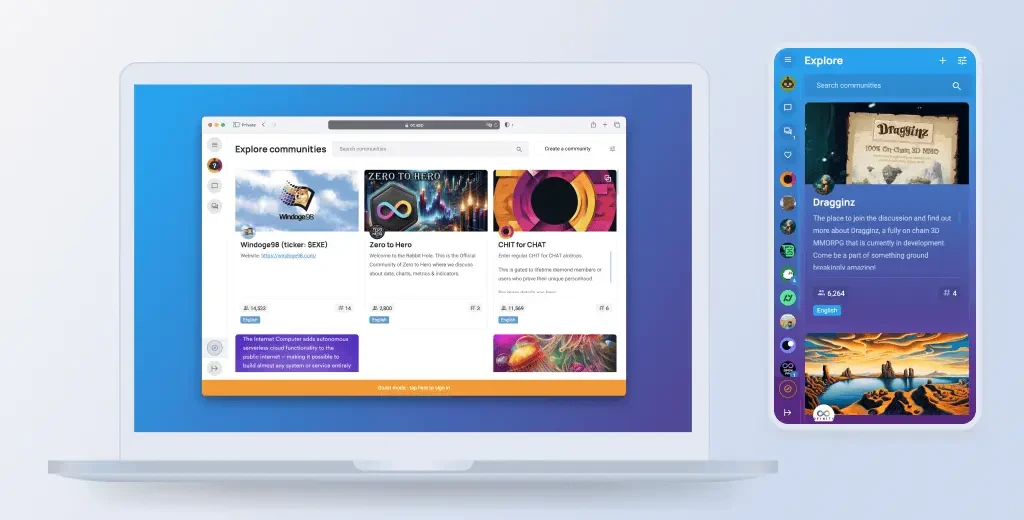 Private
oc.app
Explore communities
Search communities
Create a community
Windoge98
Windoge98 (ticker: $EXE)
Website: https://windoge98.com/
14,522
14
English
ZERO TO HERO
Zero to Hero
Welcome to the Rabbit Hole. This is the Official
Community of Zero to Hero where we discuss
about data, charts, metrics & indicators.
2,800
3
English
CHIT for CHAT
Enter regular CHIT for CHAT airdrops.
This is gated to lifetime diamond members or
users who prove their unique personhood.
11,569
6
English
The Internet Computer adds autonomous
serverless cloud functionality to the
public internet – making it possible to
build almost any system or service entirely
Guest mode - tap here to sign in
Explore
Search communities
Dragginz
100% On-Chain 3D MMO
Dragginz
The place to join the discussion and find out
more about Dragginz, a fully on chain 3D
MMORPG that is currently in development.
Come be a part of something ground
breakingly amazing!
6,264
4
English